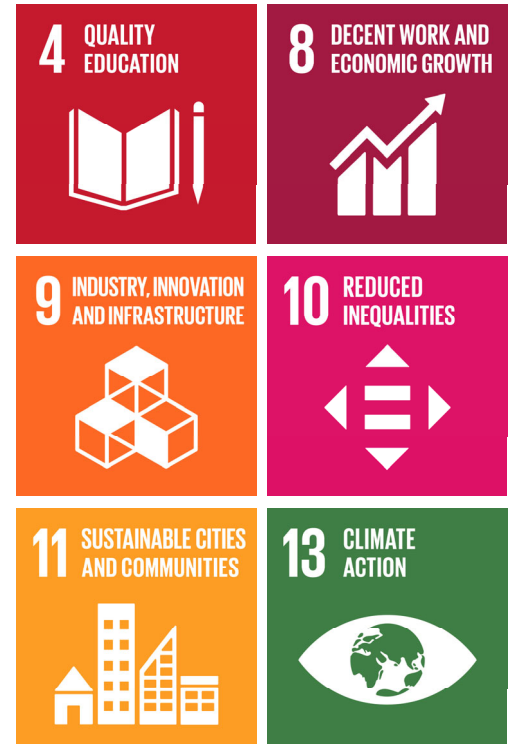 4 QUALITY
EDUCATION
8 DECENT WORK AND
ECONOMIC GROWTH
9 INDUSTRY, INNOVATION
AND INFRASTRUCTURE
10 REDUCED
INEQUALITIES
11 SUSTAINABLE CITIES
AND COMMUNITIES
13 CLIMATE
ACTION